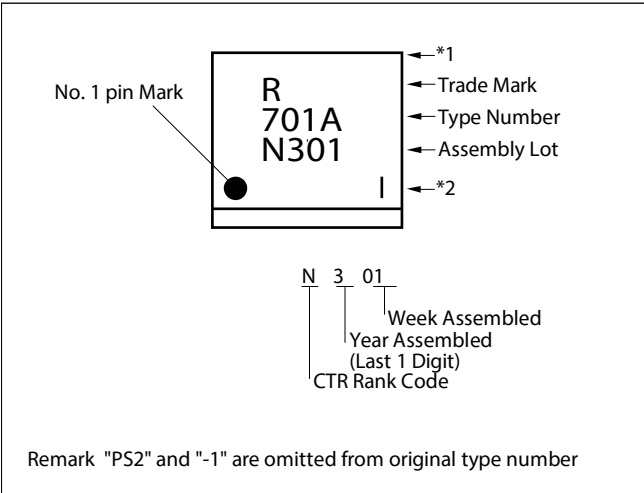 *1
No. 1 pin Mark
R
Trade Mark
701A
Type Number
N301
Assembly Lot
I
*2
N 3 01
Week Assembled
Year Assembled
(Last 1 Digit)
CTR Rank Code
Remark "PS2" and "-1" are omitted from original type number